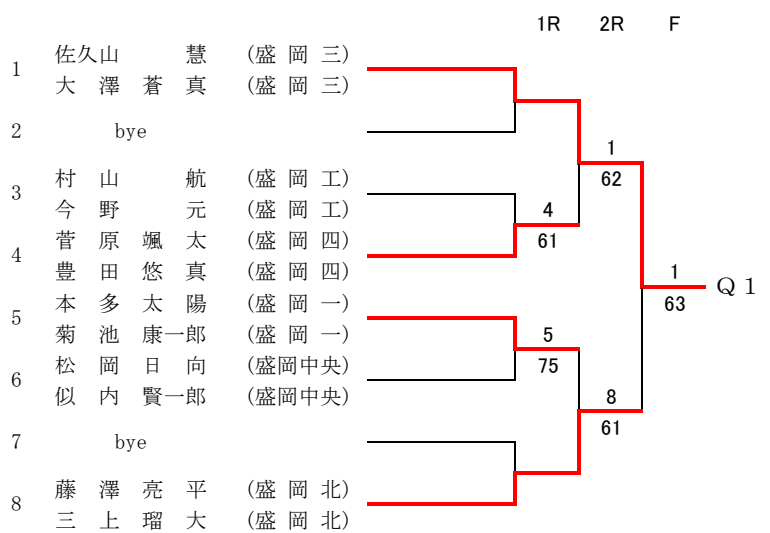 1R 2R F
佐久山 慧 (盛 岡 三)
1
大 澤 蒼 真 (盛 岡 三)
2 bye
1
62
村 山 航 (盛 岡 工)
3
今 野 元 (盛 岡 工)
4
61
菅 原 颯 太 (盛 岡 四)
4
豊 田 悠 真 (盛 岡 四)
1
63
Q 1
本 多 太 陽 (盛 岡 一)
5
菊 池 康一郎 (盛 岡 一)
5
75
松 岡 日 向 (盛岡中央)
6
似 内 賢一郎 (盛岡中央)
8
61
7 bye
藤 澤 亮 平 (盛 岡 北)
8
三 上 瑠 大 (盛 岡 北)